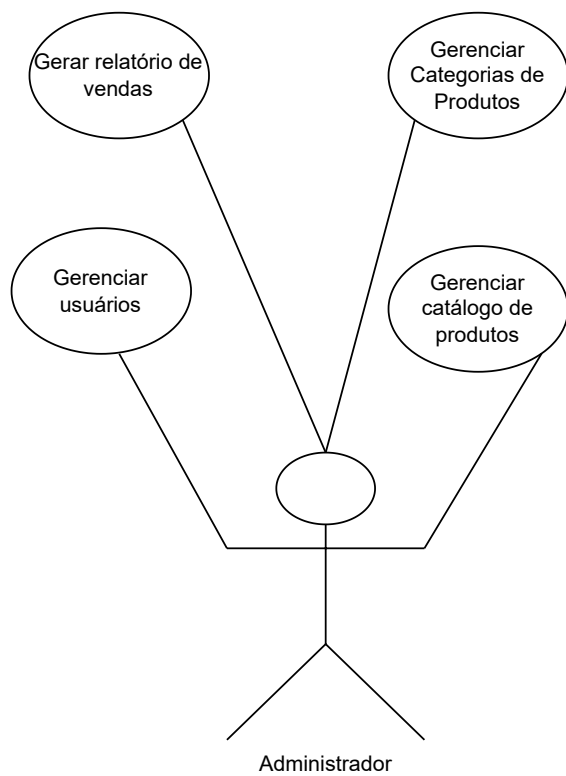 Gerar relatório de
vendas
Gerenciar
Categorias de
Produtos
Gerenciar
usuários
Gerenciar
catálogo de
produtos
Administrador